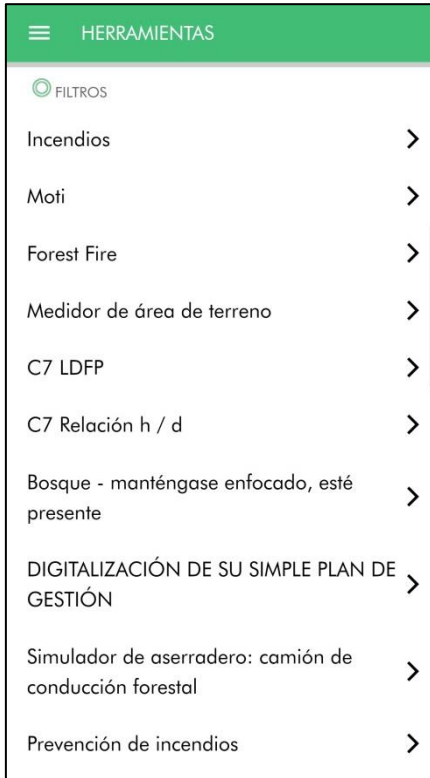 HERRAMIENTAS
FILTROS
Incendios
Moti
Forest Fire
Medidor de área de terreno
C7 LDFP
C7 Relación h / d
Bosque - manténgase enfocado, esté
presente
DIGITALIZACIÓN DE SU SIMPLE PLAN DE
GESTIÓN
Simulador de aserradero: camión de
conducción forestal
Prevención de incendios